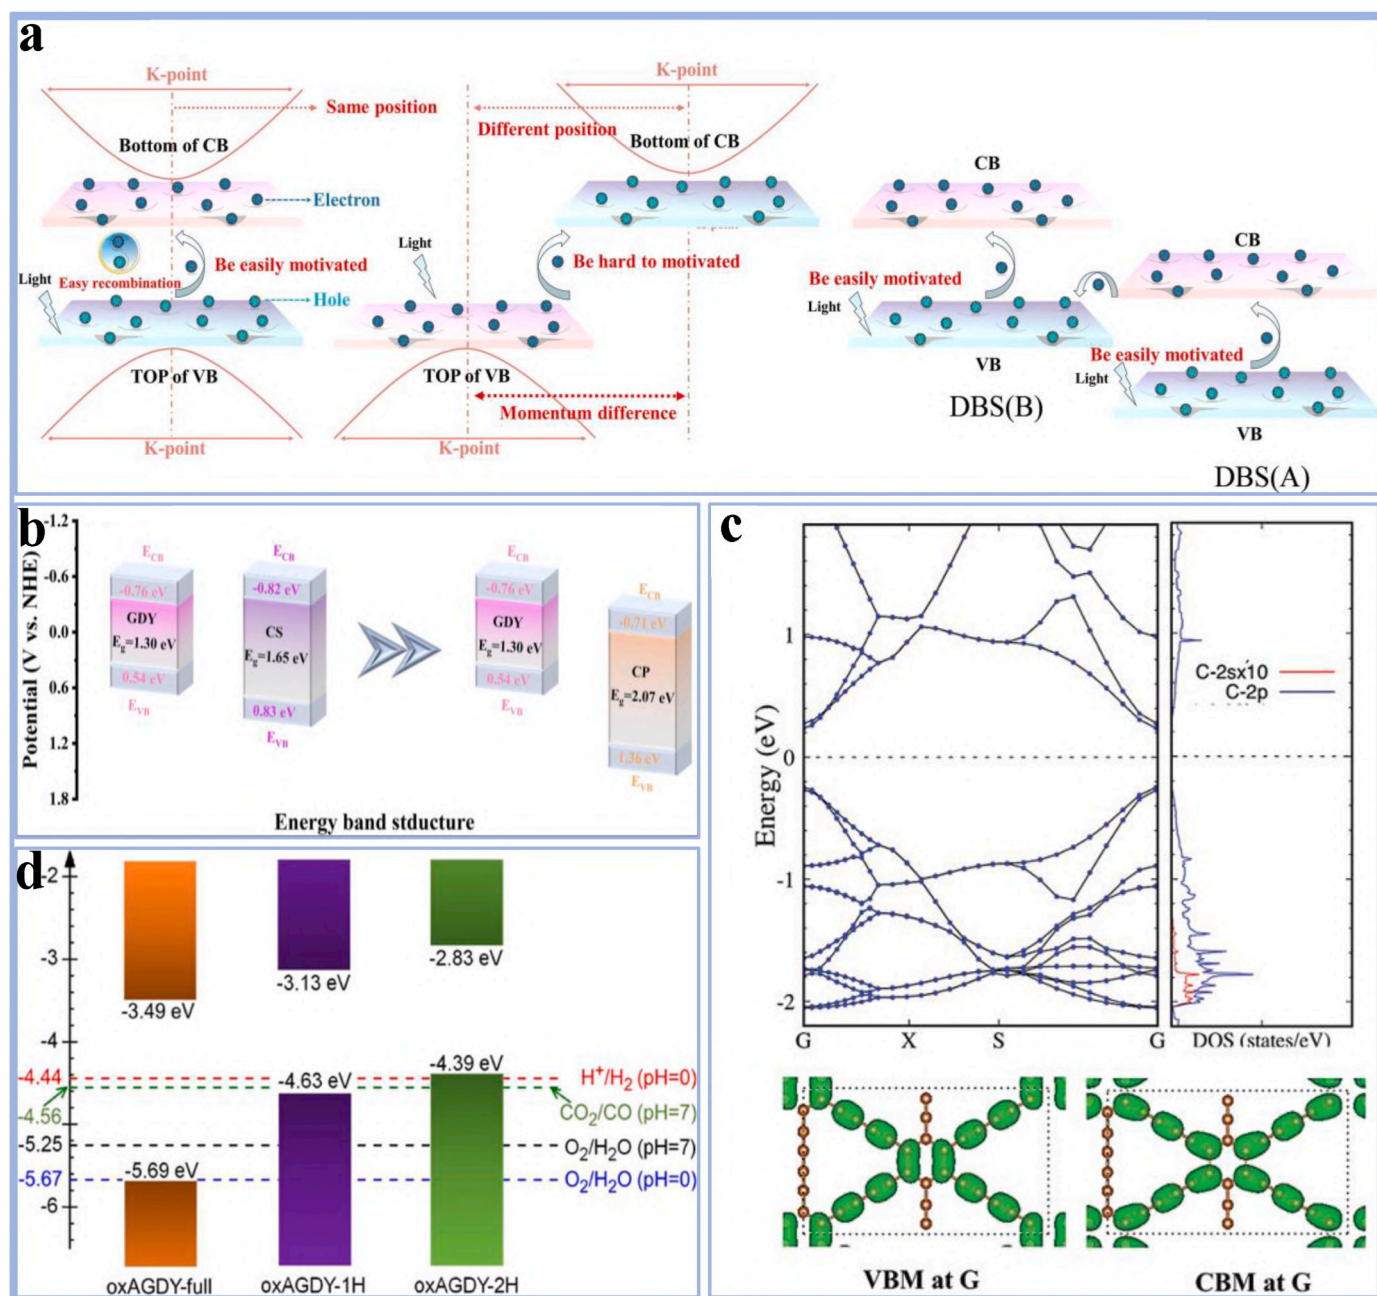 a
K-point
K-point
Same position
Different position
Bottom of CB
Bottom of CB
CB
Electron
CB
Light
Be easily motivated
Be hard to motivated
Light
Easy recombination
Be easily motivated
Light
Hole
Be easily motivated
Light
VB
TOP of VB
TOP of VB
DBS(B)
Momentum difference
VB
K-point
K-point
DBS(A)
b
Potential (V vs. NHE)
-1.2
-0.6
0.0
0.6
1.2
1.8
ECB
-0.76 eV
GDY
Eg=1.30 eV
0.54 eV
EVB
ECB
-0.82 eV
CS
Eg=1.65 eV
0.83 eV
EVB
ECB
-0.76 eV
GDY
Eg=1.30 eV
0.54 eV
EVB
ECB
-0.71 eV
CP
Eg=2.07 eV
1.36 eV
EVB
Energy band stducture
c
Energy (eV)
1
0
-1
-2
G X S G
C-2sx10
C-2p
DOS (states/eV)
VBM at G
CBM at G
d
-2
-3
-4
-4.44
-4.56
-5.25
-5.67
-6
-3.49 eV
-3.13 eV
-2.83 eV
-5.69 eV
-4.63 eV
-4.39 eV
H+/H2 (pH=0)
CO2/CO (pH=7)
O2/H2O (pH=7)
O2/H2O (pH=0)
oxAGDY-full
oxAGDY-1H
oxAGDY-2H